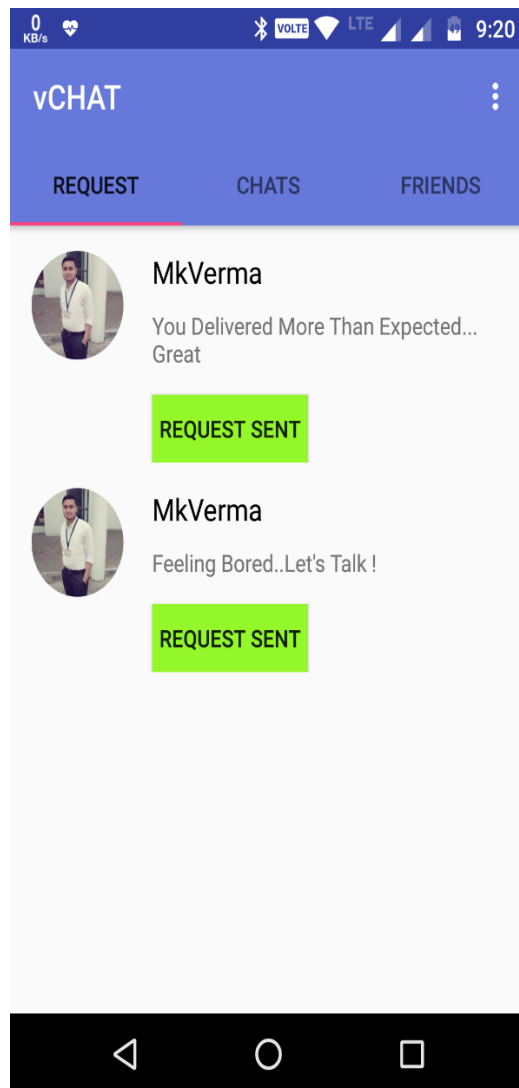 0
KB/s
VOLTE LTE 49 9:20
vCHAT
REQUEST CHATS FRIENDS
MkVerma
You Delivered More Than Expected...
Great
REQUEST SENT
MkVerma
Feeling Bored..Let's Talk !
REQUEST SENT